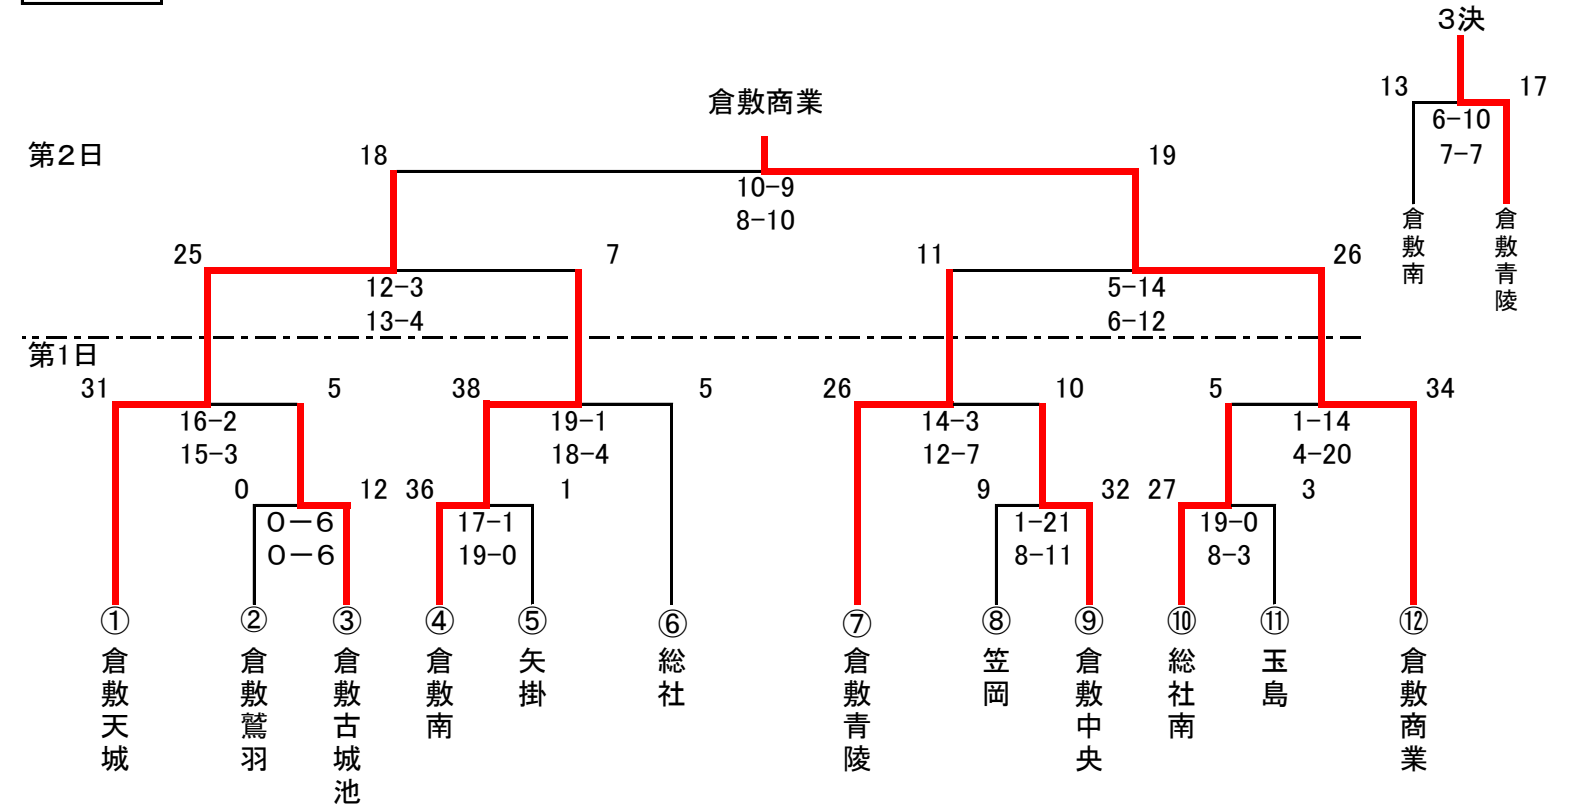 3決
13 17
6-10
7-7
倉敷南
倉敷青陵
倉敷商業
第2日
18 19
10-9
8-10
25 7 11 26
12-3 5-14
13-4 6-12
第1日
31 5 38 5 26 10 5 34
16-2 19-1 14-3 1-14
15-3 18-4 12-7 4-20
0 12 36 1 9 32 27 3
0-6 17-1 1-21 19-0
0-6 19-0 8-11 8-3
① ② ③ ④ ⑤ ⑥ ⑦ ⑧ ⑨ ⑩ ⑪ ⑫
倉敷天城
倉敷鷲羽
倉敷古城池
倉敷南
矢掛
総社
倉敷青陵
笠岡
倉敷中央
総社南
玉島
倉敷商業